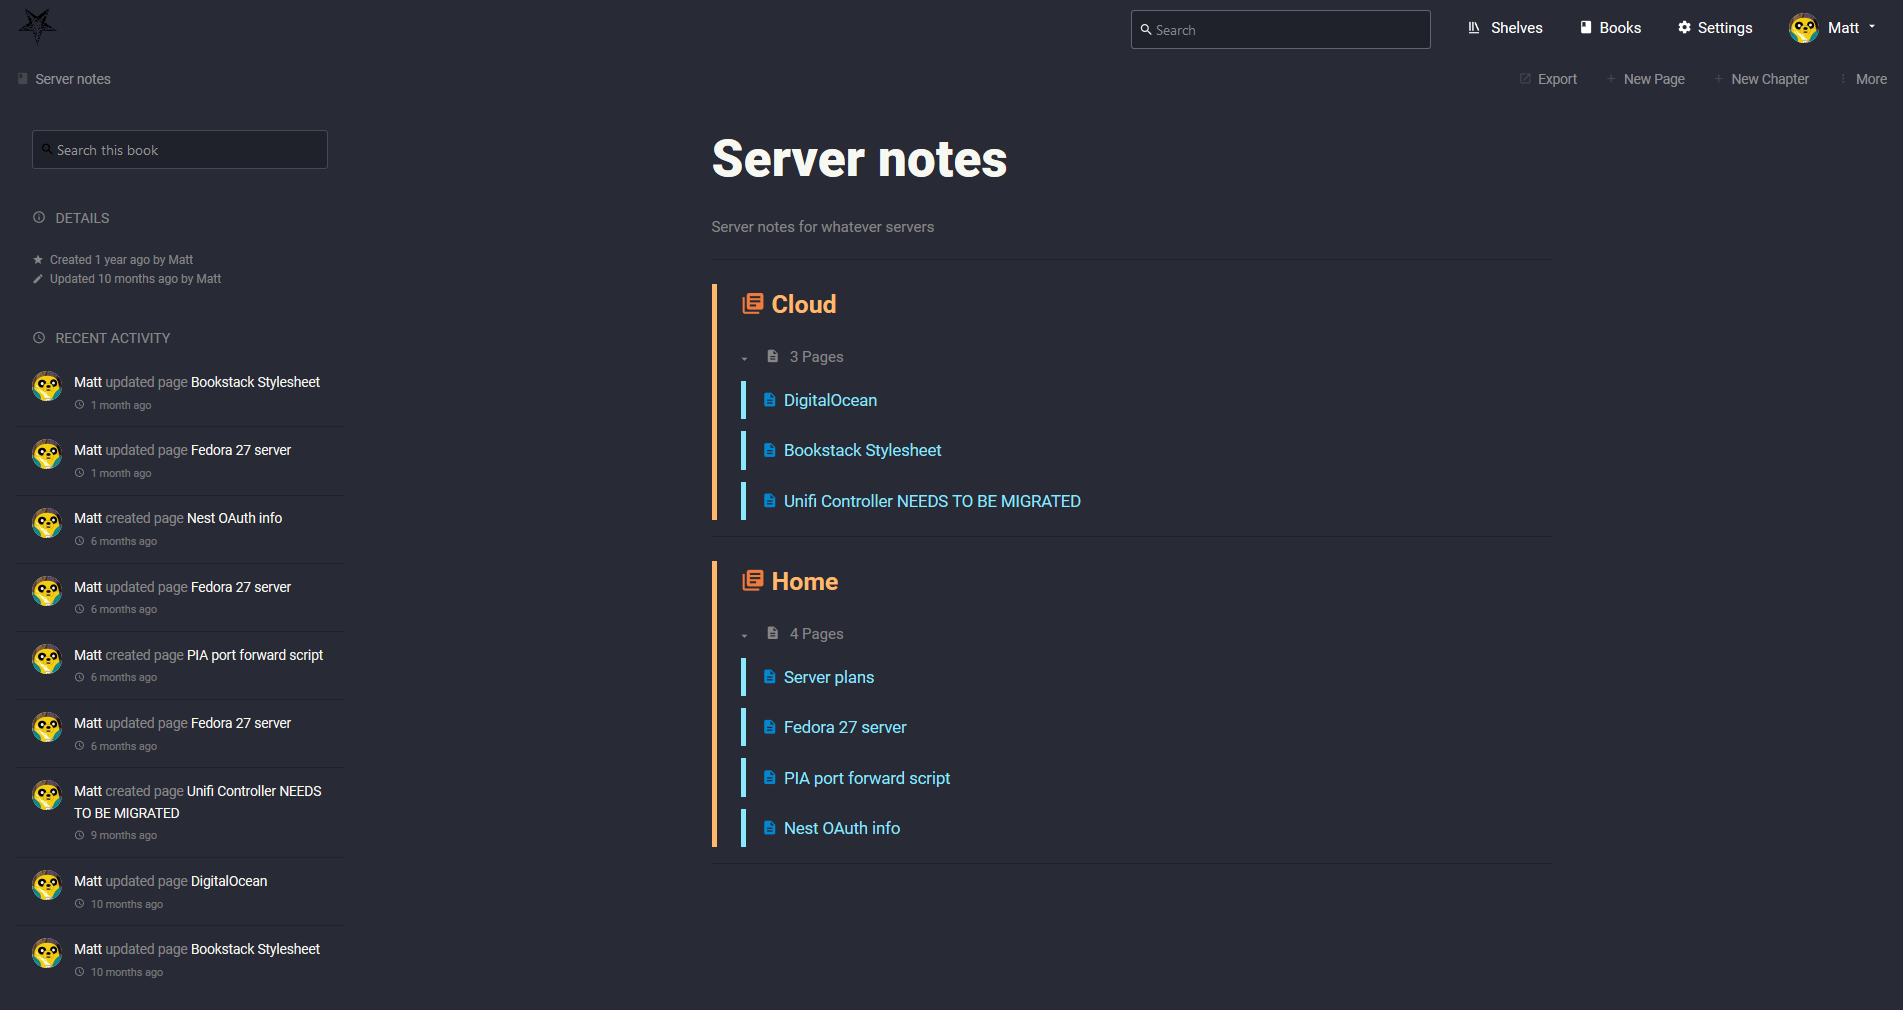 Search
Shelves
Books
Settings
Matt
Server notes
Export
New Page
New Chapter
More
Search this book
DETAILS
Created 1 year ago by Matt
Updated 10 months ago by Matt
RECENT ACTIVITY
Matt updated page Bookstack Stylesheet
1 month ago
Matt updated page Fedora 27 server
1 month ago
Matt created page Nest OAuth info
6 months ago
Matt updated page Fedora 27 server
6 months ago
Matt created page PIA port forward script
6 months ago
Matt updated page Fedora 27 server
6 months ago
Matt created page Unifi Controller NEEDS
TO BE MIGRATED
9 months ago
Matt updated page DigitalOcean
10 months ago
Matt updated page Bookstack Stylesheet
10 months ago
Server notes
Server notes for whatever servers
Cloud
3 Pages
DigitalOcean
Bookstack Stylesheet
Unifi Controller NEEDS TO BE MIGRATED
Home
4 Pages
Server plans
Fedora 27 server
PIA port forward script
Nest OAuth info